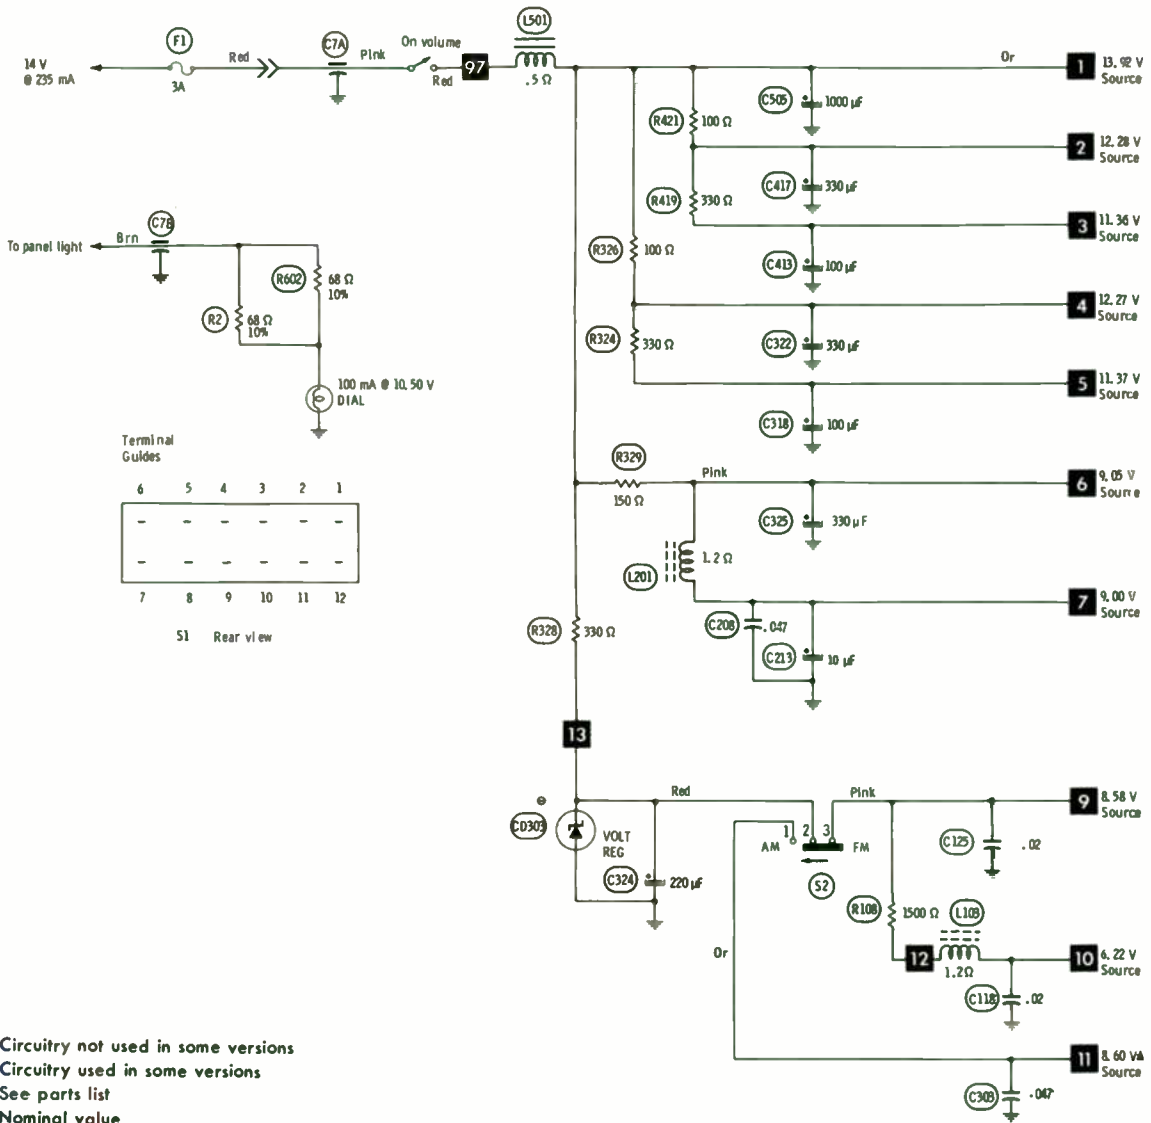 L501
F1
C7A
Red
Pink
On volume
14 V
@ 235 mA
3A
97
Red
.5 Ω
Or
1
13.92 V
Source
C505
1000 µF
R421
100 Ω
2
12.28 V
Source
C417
330 µF
R419
330 Ω
3
11.36 V
Source
C7B
Brn
To panel light
R326
100 Ω
C413
100 µF
R602
68 Ω
10%
R2
68 Ω
10%
4
12.27 V
Source
R324
330 Ω
C322
330 µF
100 mA @ 10.50 V
DIAL
5
11.37 V
Source
C318
100 µF
Terminal
Guides
6 5 4 3 2 1
7 8 9 10 11 12
S1 Rear view
R329
Pink
150 Ω
6
9.05 V
Source
C325
330 µF
L201
1.2 Ω
7
9.00 V
Source
C208
.047
R328
330 Ω
C213
10 µF
13
Red
Pink
9
8.58 V
Source
CD303
VOLT
REG
1 2 3
AM
FM
S2
C125
.02
C324
220 µF
R108
1500 Ω
L103
Or
12
1.2Ω
10
6.22 V
Source
C118
.02
11
8.60 V▲
Source
C303
.047
Circuitry not used in some versions
Circuitry used in some versions
See parts list
Nominal value